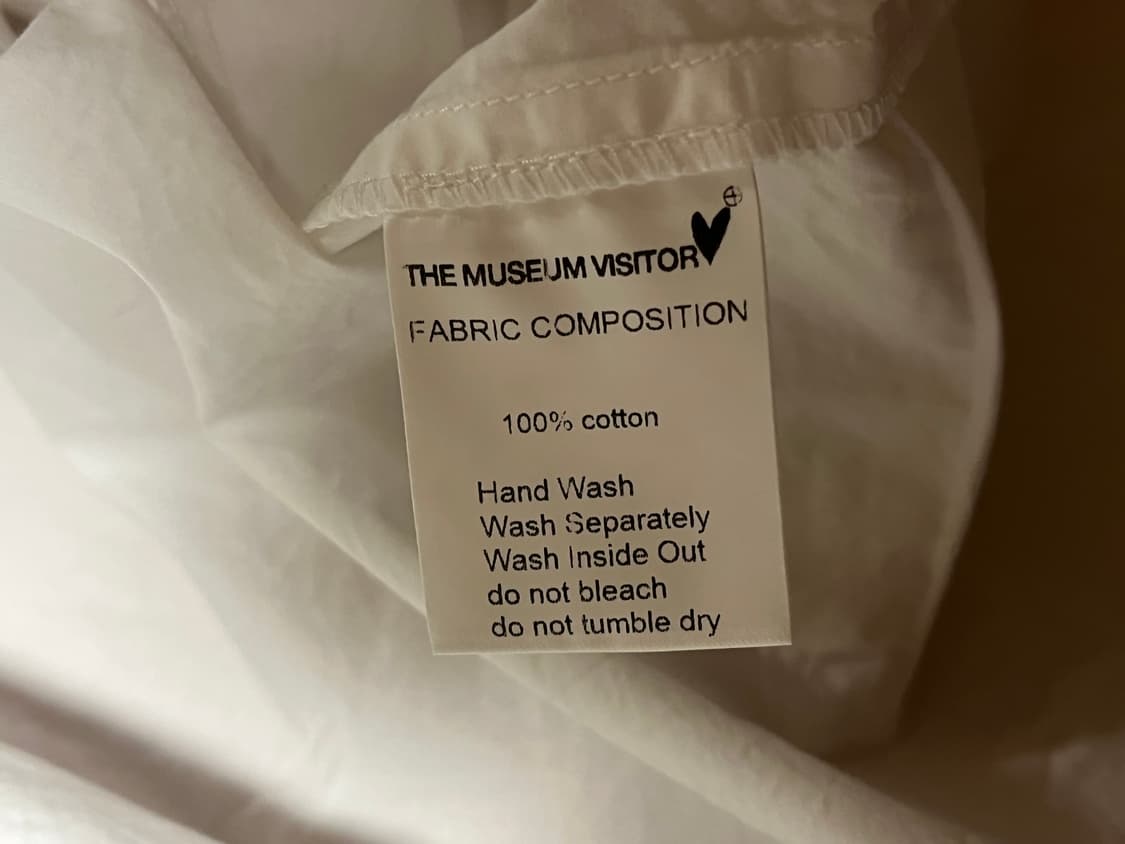 THE MUSEUM VISITOR
FABRIC COMPOSITION
100% cotton
Hand Wash
Wash Separately
Wash Inside Out
do not bleach
do not tumble dry